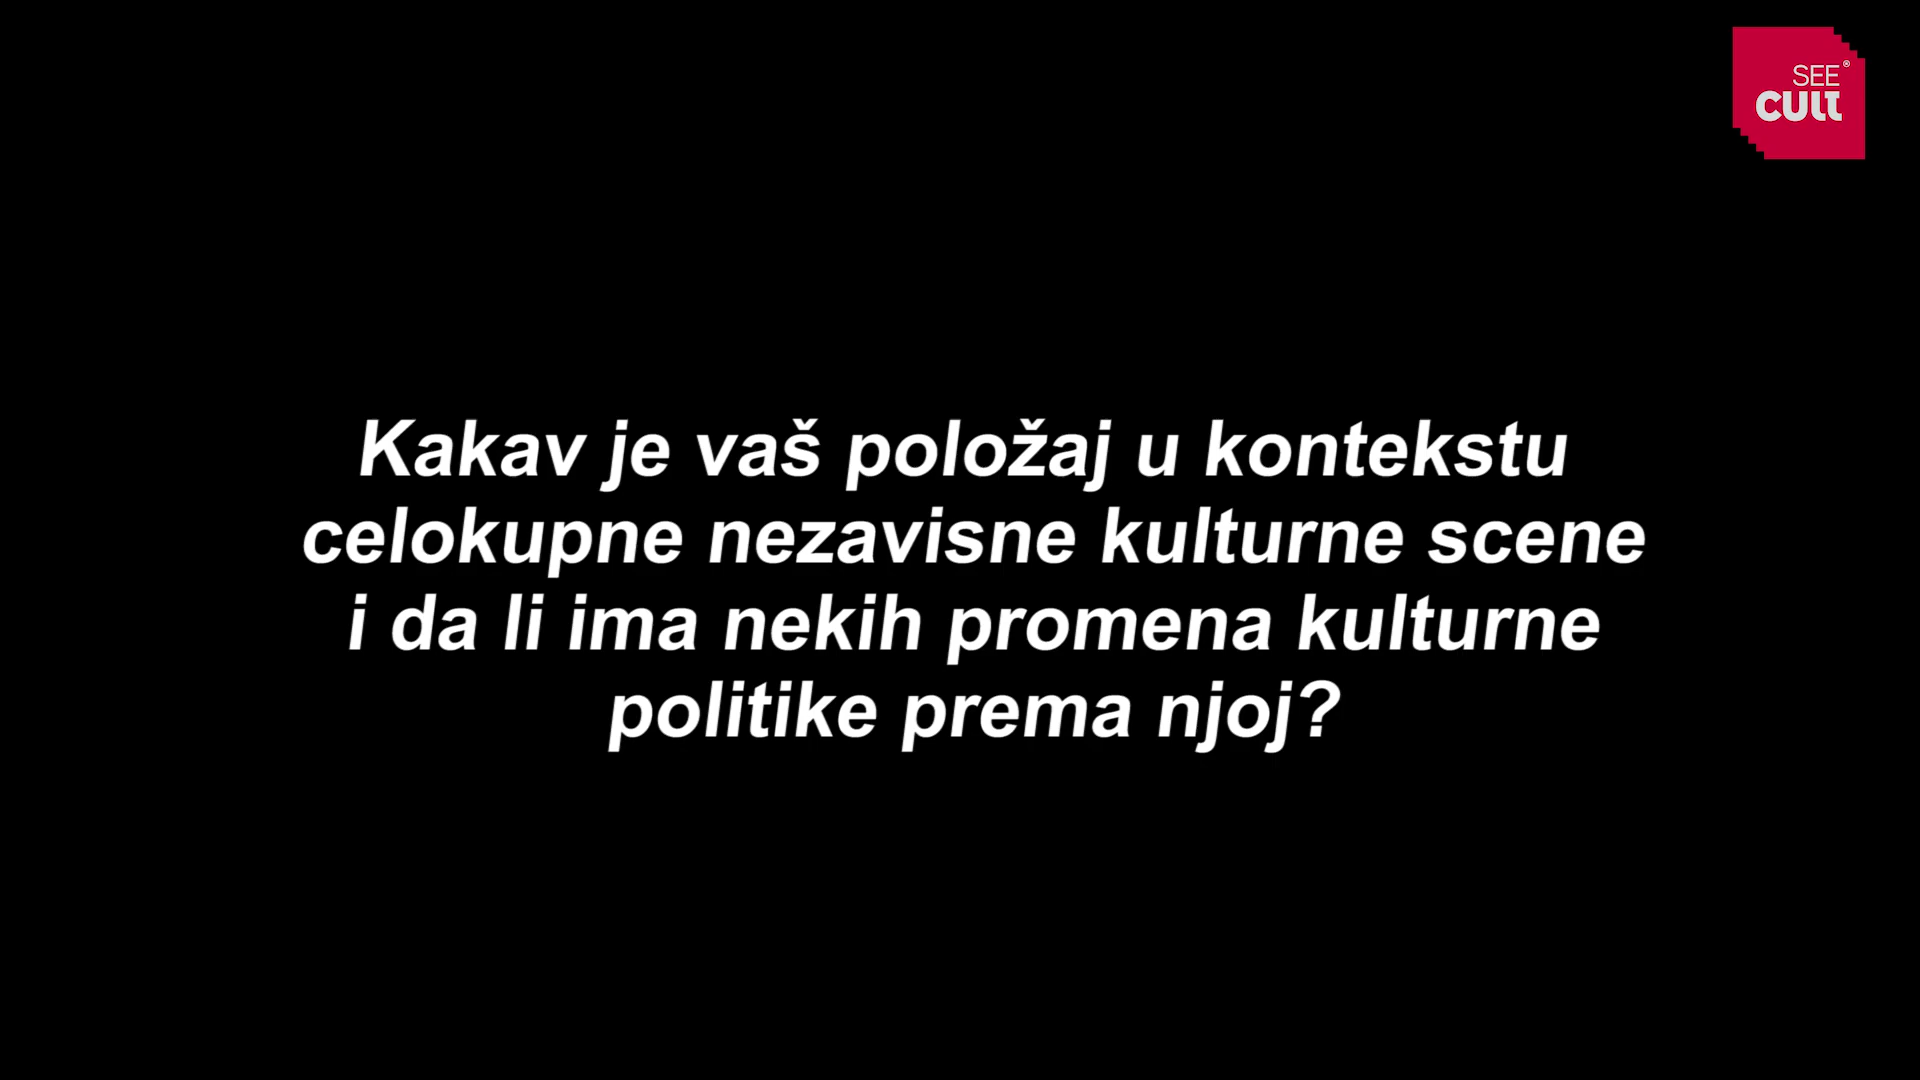 SEE®
cult
Kakav je vaš položaj u kontekstu
celokupne nezavisne kulturne scene
i da li ima nekih promena kulturne
politike prema njoj?